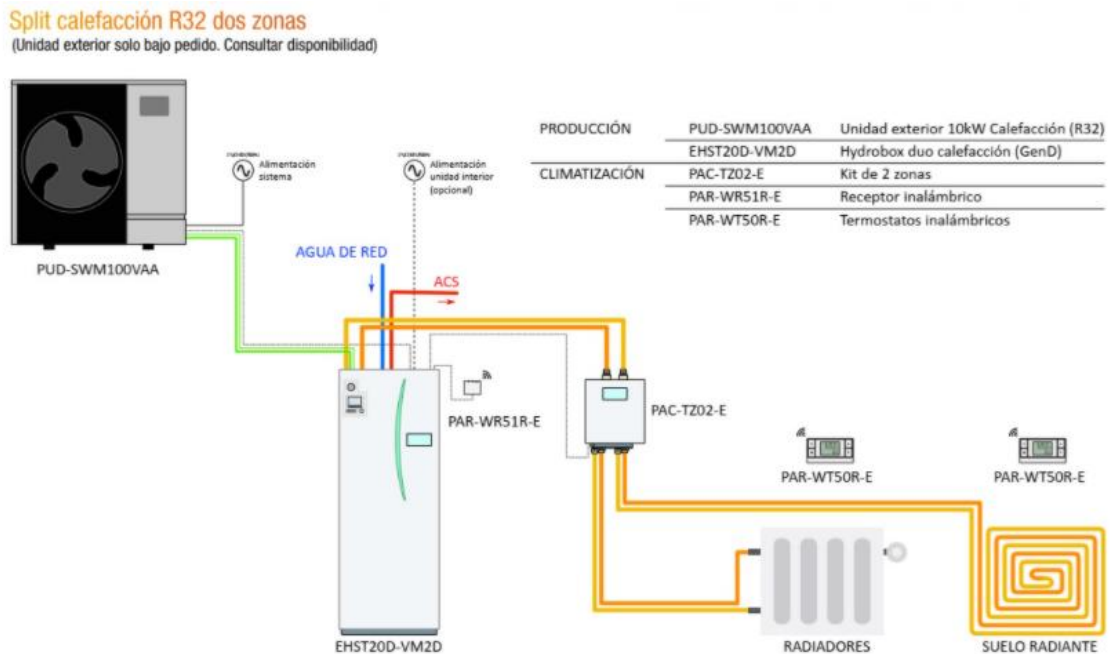 Split calefacción R32 dos zonas
(Unidad exterior solo bajo pedido. Consultar disponibilidad)
PRODUCCIÓN PUD-SWM100VAA Unidad exterior 10kW Calefacción (R32)
EHST20D-VM2D Hydrobox duo calefacción (GenD)
CLIMATIZACIÓN PAC-TZ02-E Kit de 2 zonas
PAR-WR51R-E Receptor inalámbrico
PAR-WT50R-E Termostatos inalámbricos
Alimentación
sistema
Alimentación
unidad interior
(opcional)
PUD-SWM100VAA
AGUA DE RED
ACS
PAR-WR51R-E
PAC-TZ02-E
PAR-WT50R-E
PAR-WT50R-E
EHST20D-VM2D
RADIADORES
SUELO RADIANTE